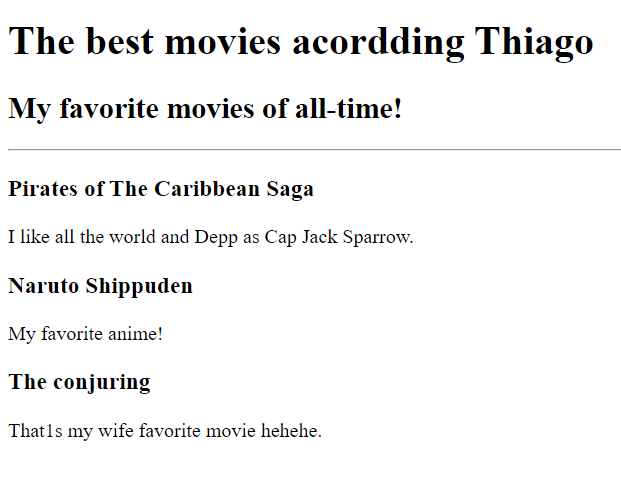 The best movies acordding Thiago
My favorite movies of all-time!
Pirates of The Caribbean Saga
I like all the world and Depp as Cap Jack Sparrow.
Naruto Shippuden
My favorite anime!
The conjuring
That1s my wife favorite movie hehehe.